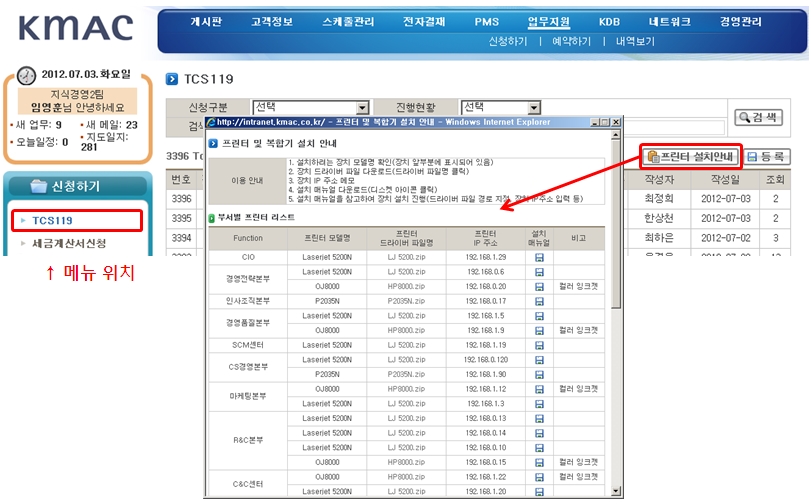 KMAC
게시판 고객정보 스케줄관리 전자결재 PMS 업무지원 KDB 네트워크 경영관리
신청하기 | 예약하기 | 내역보기
2012.07.03.화요일
지식경영2팀
임영훈님 안녕하세요
• 새 업무: 9 • 새 메일: 23
• 오늘일정: 0 • 지도일지: 281
신청하기
TCS119
세금계산서신청
↑ 메뉴 위치
TCS119
신청구분 선택 진행현황 선택
검 검 색
3396 To 프린터 설치안내 등 록
번호 작성자 작성일 조회
3396 최정희 2012-07-03 2
3395 한상천 2012-07-03 2
3394 최하은 2012-07-02 3
http://intranet.kmac.co.kr/ - 프린터 및 복합기 설치 안내 - Windows Internet Explorer
프린터 및 복합기 설치 안내
이용 안내
1. 설치하려는 장치 모델명 확인(장치 앞부분에 표시되어 있음)
2. 장치 드라이버 파일 다운로드(드라이버 파일명 클릭)
3. 장치 IP 주소 메모
4. 설치 매뉴얼 다운로드(디스켓 아이콘 클릭)
5. 설치 매뉴얼을 참고하여 장치 설치 진행(드라이버 파일 경로 지정, 장치 IP주소 입력 등)
부서별 프린터 리스트
Function 프린터 모델명 프린터 드라이버 파일명 프린터 IP 주소 설치 매뉴얼 비고
CIO Laserjet 5200N LJ 5200.zip 192.168.1.29
경영전략본부 Laserjet 5200N LJ 5200.zip 192.168.0.6
OJ8000 HP8000.zip 192.168.0.20 컬러 잉크젯
인사조직본부 P2035N P2035N.zip 192.168.0.17
경영품질본부 Laserjet 5200N LJ 5200.zip 192.168.1.5
OJ8000 HP8000.zip 192.168.1.9 컬러 잉크젯
SCM센터 Laserjet 5200N LJ 5200.zip 192.168.1.19
CS경영본부 Laserjet 5200N LJ 5200.zip 192.168.0.120
P2035N P2035N.zip 192.168.1.90
마케팅본부 OJ8000 HP8000.zip 192.168.1.12 컬러 잉크젯
Laserjet 5200N LJ 5200.zip 192.168.1.3
R&C본부 Laserjet 5200N LJ 5200.zip 192.168.0.13
Laserjet 5200N LJ 5200.zip 192.168.0.14
Laserjet 5200N LJ 5200.zip 192.168.0.10
OJ8000 HP8000.zip 192.168.0.15 컬러 잉크젯
C&C센터 OJ8000 HP8000.zip 192.168.1.22 컬러 잉크젯
Laserjet 5200N LJ 5200.zip 192.168.1.20